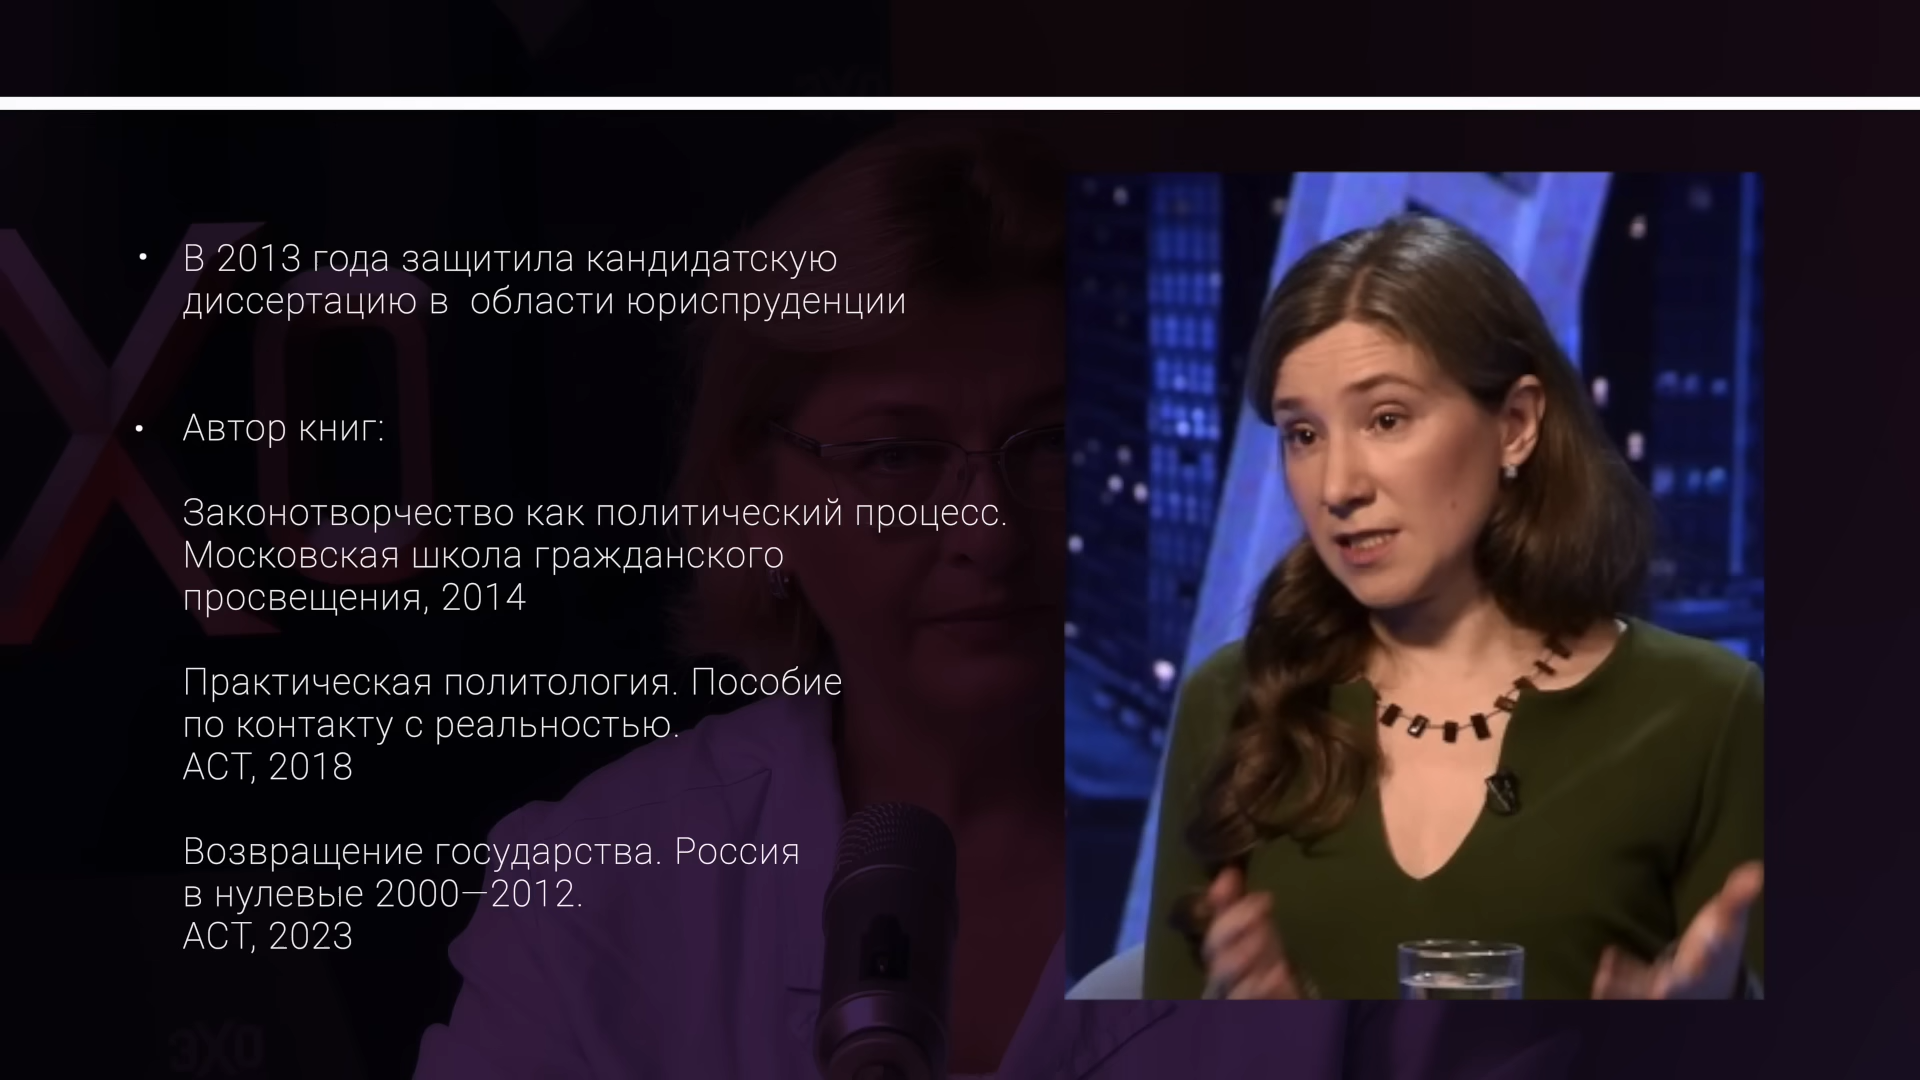 В 2013 года защитила кандидатскую
диссертацию в  области юриспруденции
Автор книг:
Законотворчество как политический процесс.
Московская школа гражданского
просвещения, 2014
Практическая политология. Пособие
по контакту с реальностью.
АСТ, 2018
Возвращение государства. Россия
в нулевые 2000—2012.
АСТ, 2023
ЭХО